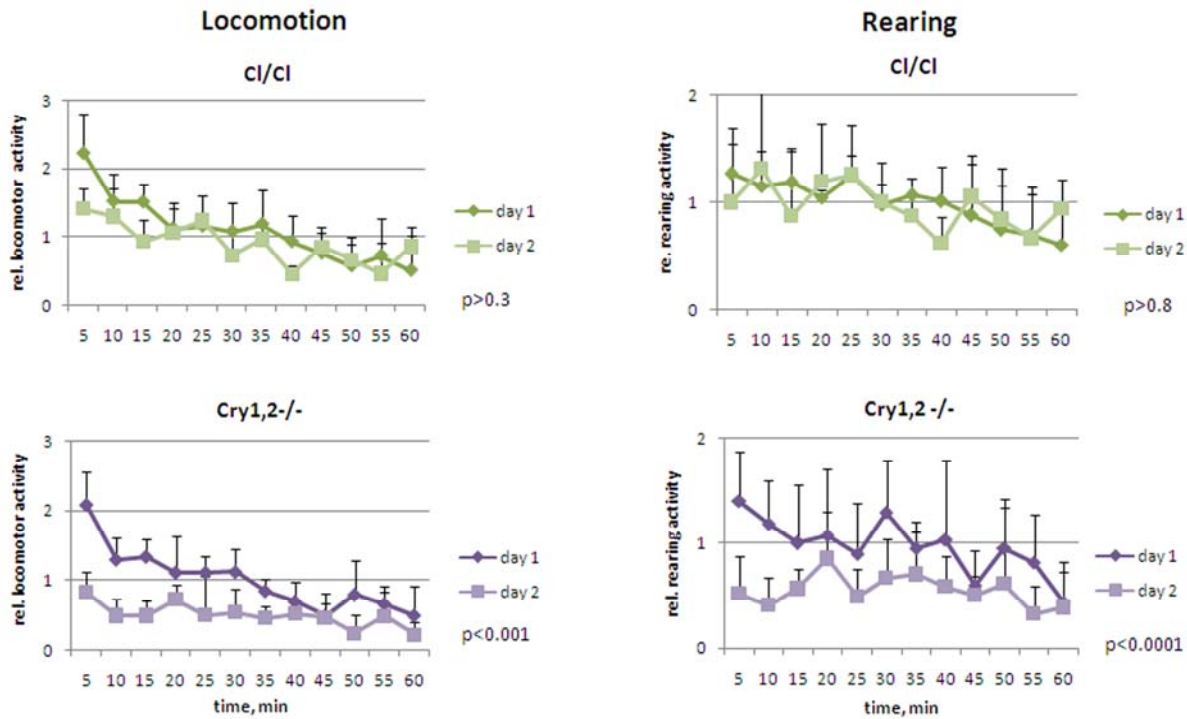 Locomotion
Cl/Cl
rel. locomotor activity
3
2
1
0
5 10 15 20 25 30 35 40 45 50 55 60
day 1
day 2
p>0.3
Rearing
Cl/Cl
re. rearing activity
2
1
0
5 10 15 20 25 30 35 40 45 50 55 60
day 1
day 2
p>0.8
Cry1,2-/-
rel. locomotor activity
3
2
1
0
5 10 15 20 25 30 35 40 45 50 55 60
time, min
day 1
day 2
p<0.001
Cry1,2 -/-
rel. rearing activity
2
1
0
5 10 15 20 25 30 35 40 45 50 55 60
time, min
day 1
day 2
p<0.0001